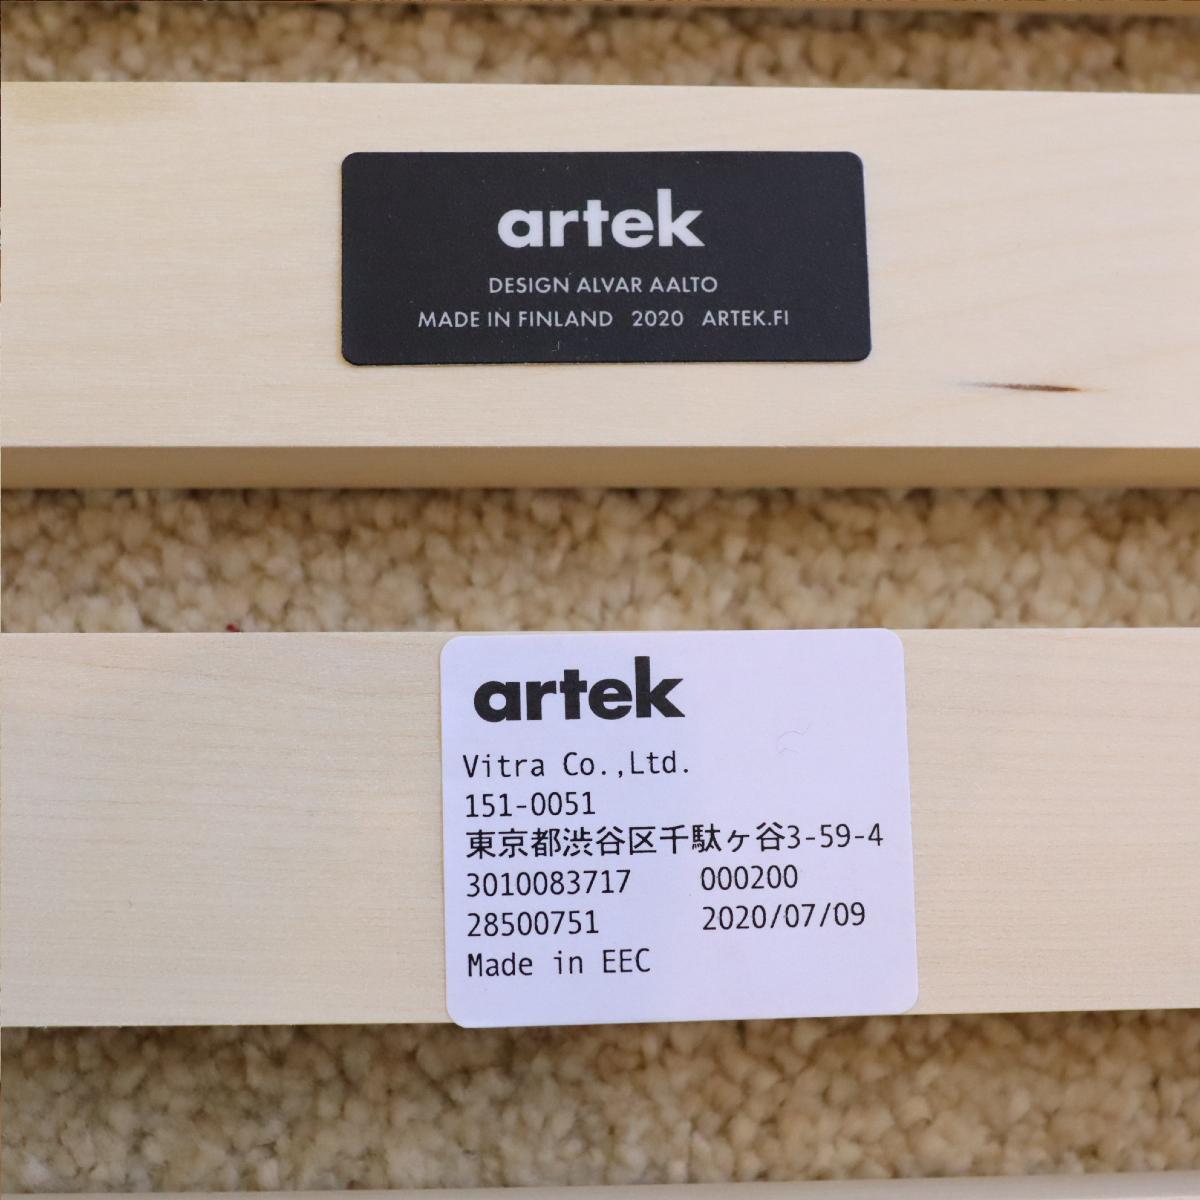 artek
DESIGN ALVAR AALTO
MADE IN FINLAND 2020 ARTEK.FI
artek
Vitra Co.,Ltd.
151-0051
東京都渋谷区千駄ヶ谷3-59-4
3010083717 000200
28500751 2020/07/09
Made in EEC